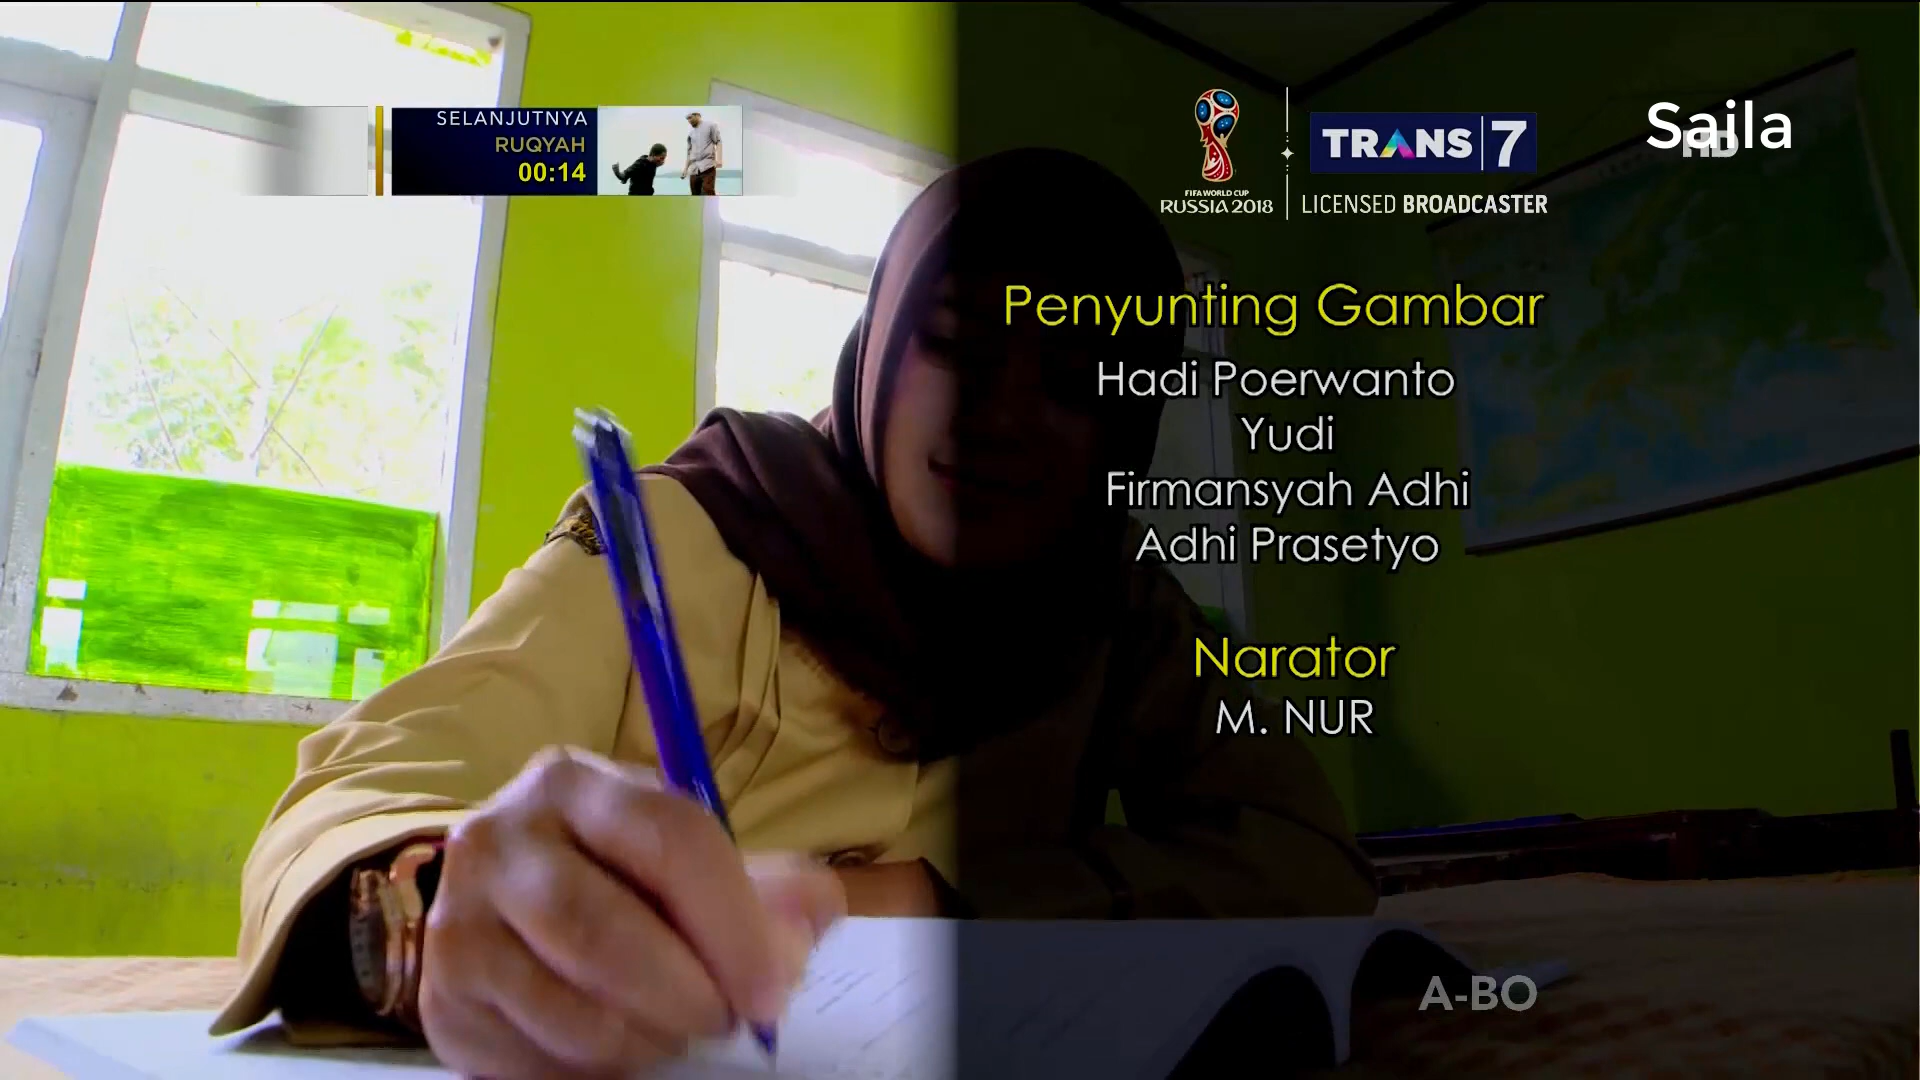 SELANJUTNYA
RUQYAH
00:14
FIFA WORLD CUP
RUSSIA 2018
TRANS|7
LICENSED BROADCASTER
Saila
HD
Penyunting Gambar
Hadi Poerwanto
Yudi
Firmansyah Adhi
Adhi Prasetyo
Narator
M. NUR
A-BO